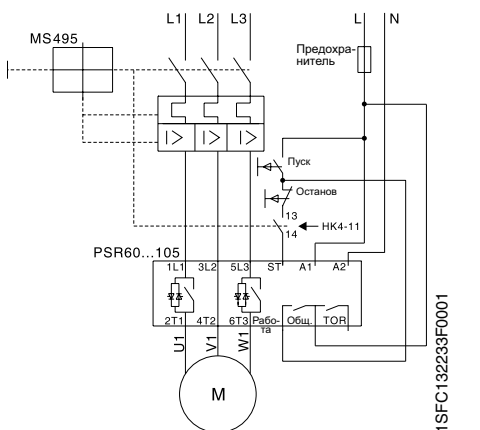 L1 L2 L3 L N
MS495
Предохра-
нитель
Пуск
Останов
13
14
HK4-11
PSR60...105
1L1 3L2 5L3 ST A1 A2
2T1 4T2 6T3 Рабо-
та Общ. TOR
U1 V1 W1
M
1SFC132233F0001